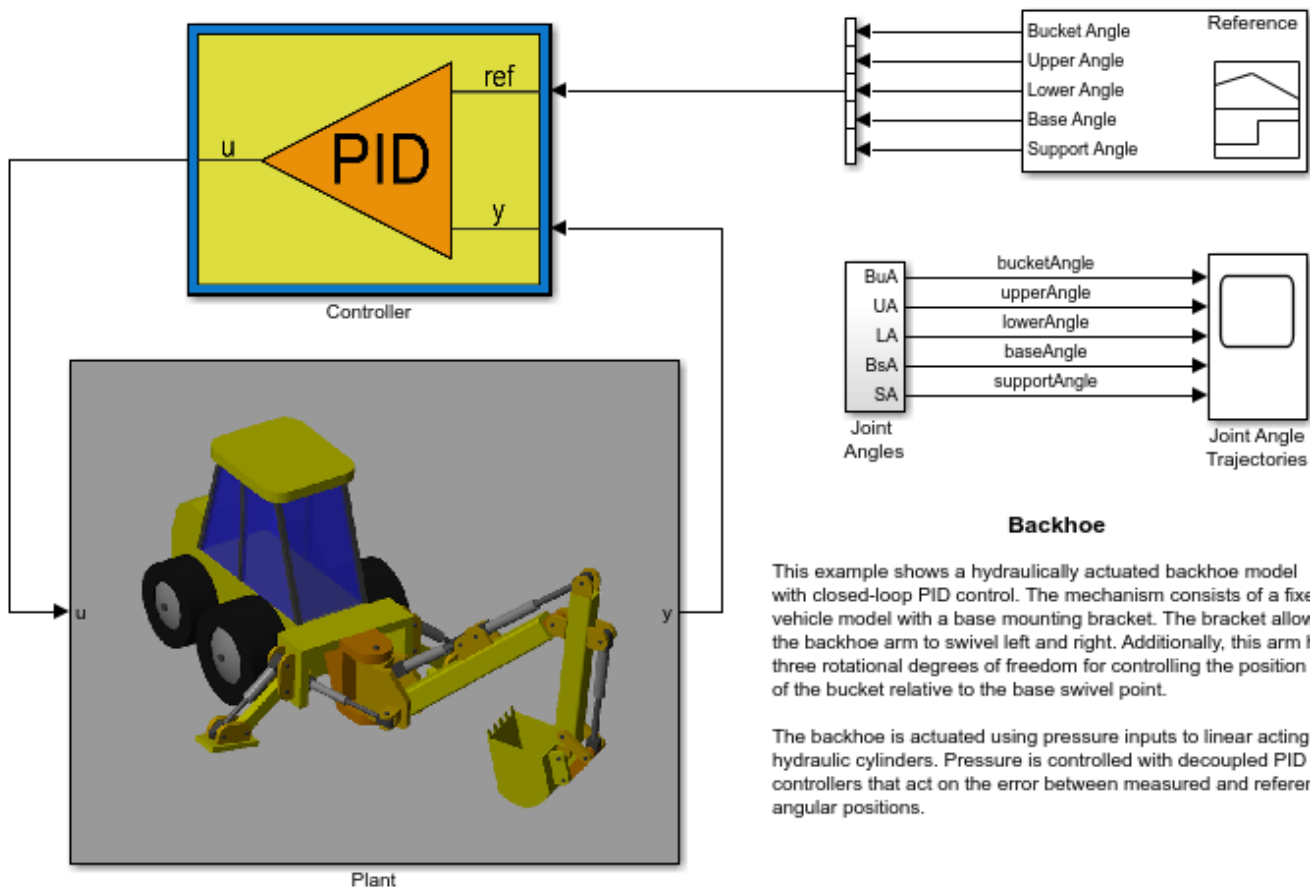 ref
PID
u
y
Controller
Reference
Bucket Angle
Upper Angle
Lower Angle
Base Angle
Support Angle
BuA
UA
LA
BsA
SA
bucketAngle
upperAngle
lowerAngle
baseAngle
supportAngle
Joint
Angles
Joint Angle
Trajectories
u
y
Plant
Backhoe
This example shows a hydraulically actuated backhoe model
with closed-loop PID control. The mechanism consists of a
vehicle model with a base mounting bracket. The bracket
the backhoe arm to swivel left and right. Additionally, this arm
three rotational degrees of freedom for controlling the position
of the bucket relative to the base swivel point.
The backhoe is actuated using pressure inputs to linear acting
hydraulic cylinders. Pressure is controlled with decoupled PID
controllers that act on the error between measured and
angular positions.